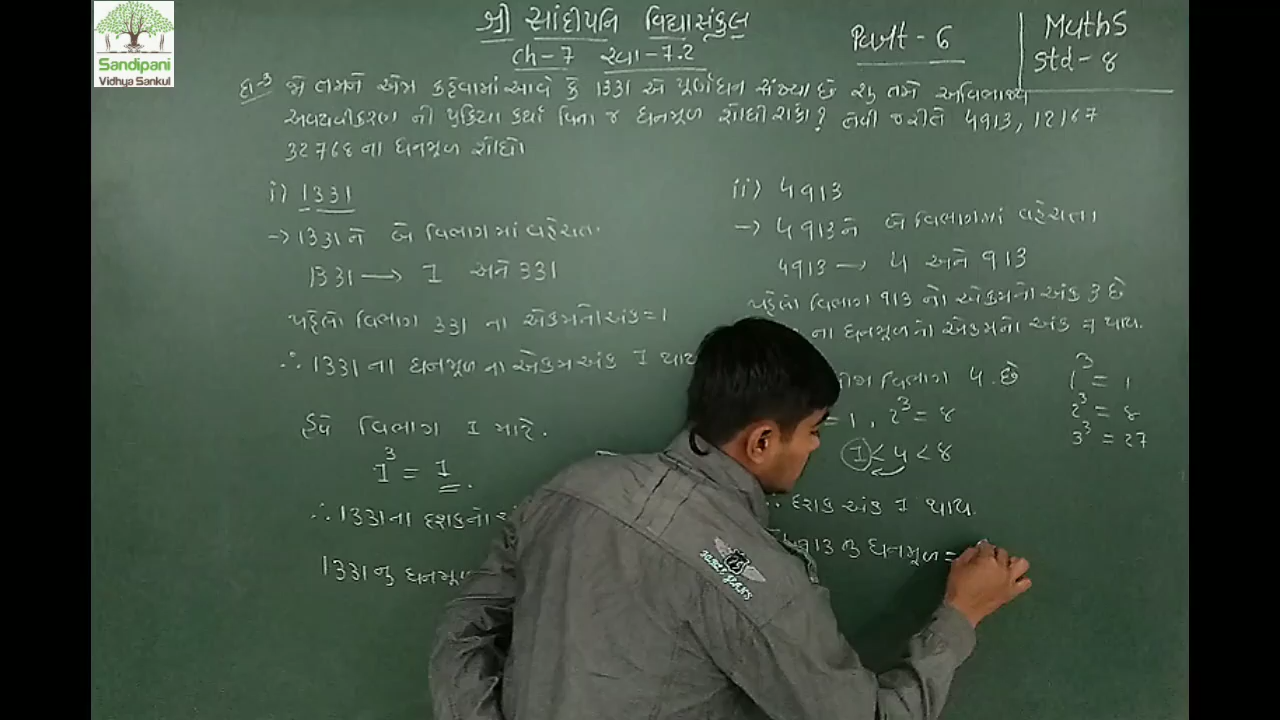 Sandipani
Vidhya Sankul
શ્રી સાંદીપનિ વિદ્યાસંકુલ
Ch-7 સ્વા-7.2
પાર્ટ - 6
Maths
Std - 8
દા-3 જો તમને એમ કહેવામાં આવે કે 1331 એ પૂર્ણઘન સંખ્યા છે શું તમે અવિભાજ્ય
અવયવીકરણ ની પ્રક્રિયા કર્યા વિના જ ઘનમૂળ શોધી શકો? તેવી જ રીતે 4913, 12167
32768 ના ઘનમૂળ શોધો
i) 1331
→ 1331 ને બે વિભાગમાં વહેંચતા
1331 → 1 અને 331
પહેલો વિભાગ 331 ના એકમનો અંક = 1
∴ 1331 ના ઘનમૂળ ના એકમ અંક 1 થાય
હવે વિભાગ 1 માટે.
1³ = 1.
∴ 1331 ના દશકનો
1331 નું ઘનમૂળ
ii) 4913
→ 4913 ને બે વિભાગમાં વહેંચતા
4913 → 4 અને 913
પહેલો વિભાગ 913 નો એકમનો અંક 3 છે
ના ઘનમૂળનો એકમનો અંક 7 થાય.
વિભાગ 4 છે
= 1, 2³ = 8
1 < 4 < 8
∴ દશક અંક 1 થાય.
4913 નું ઘનમૂળ =
1³ = 1
2³ = 8
3³ = 27